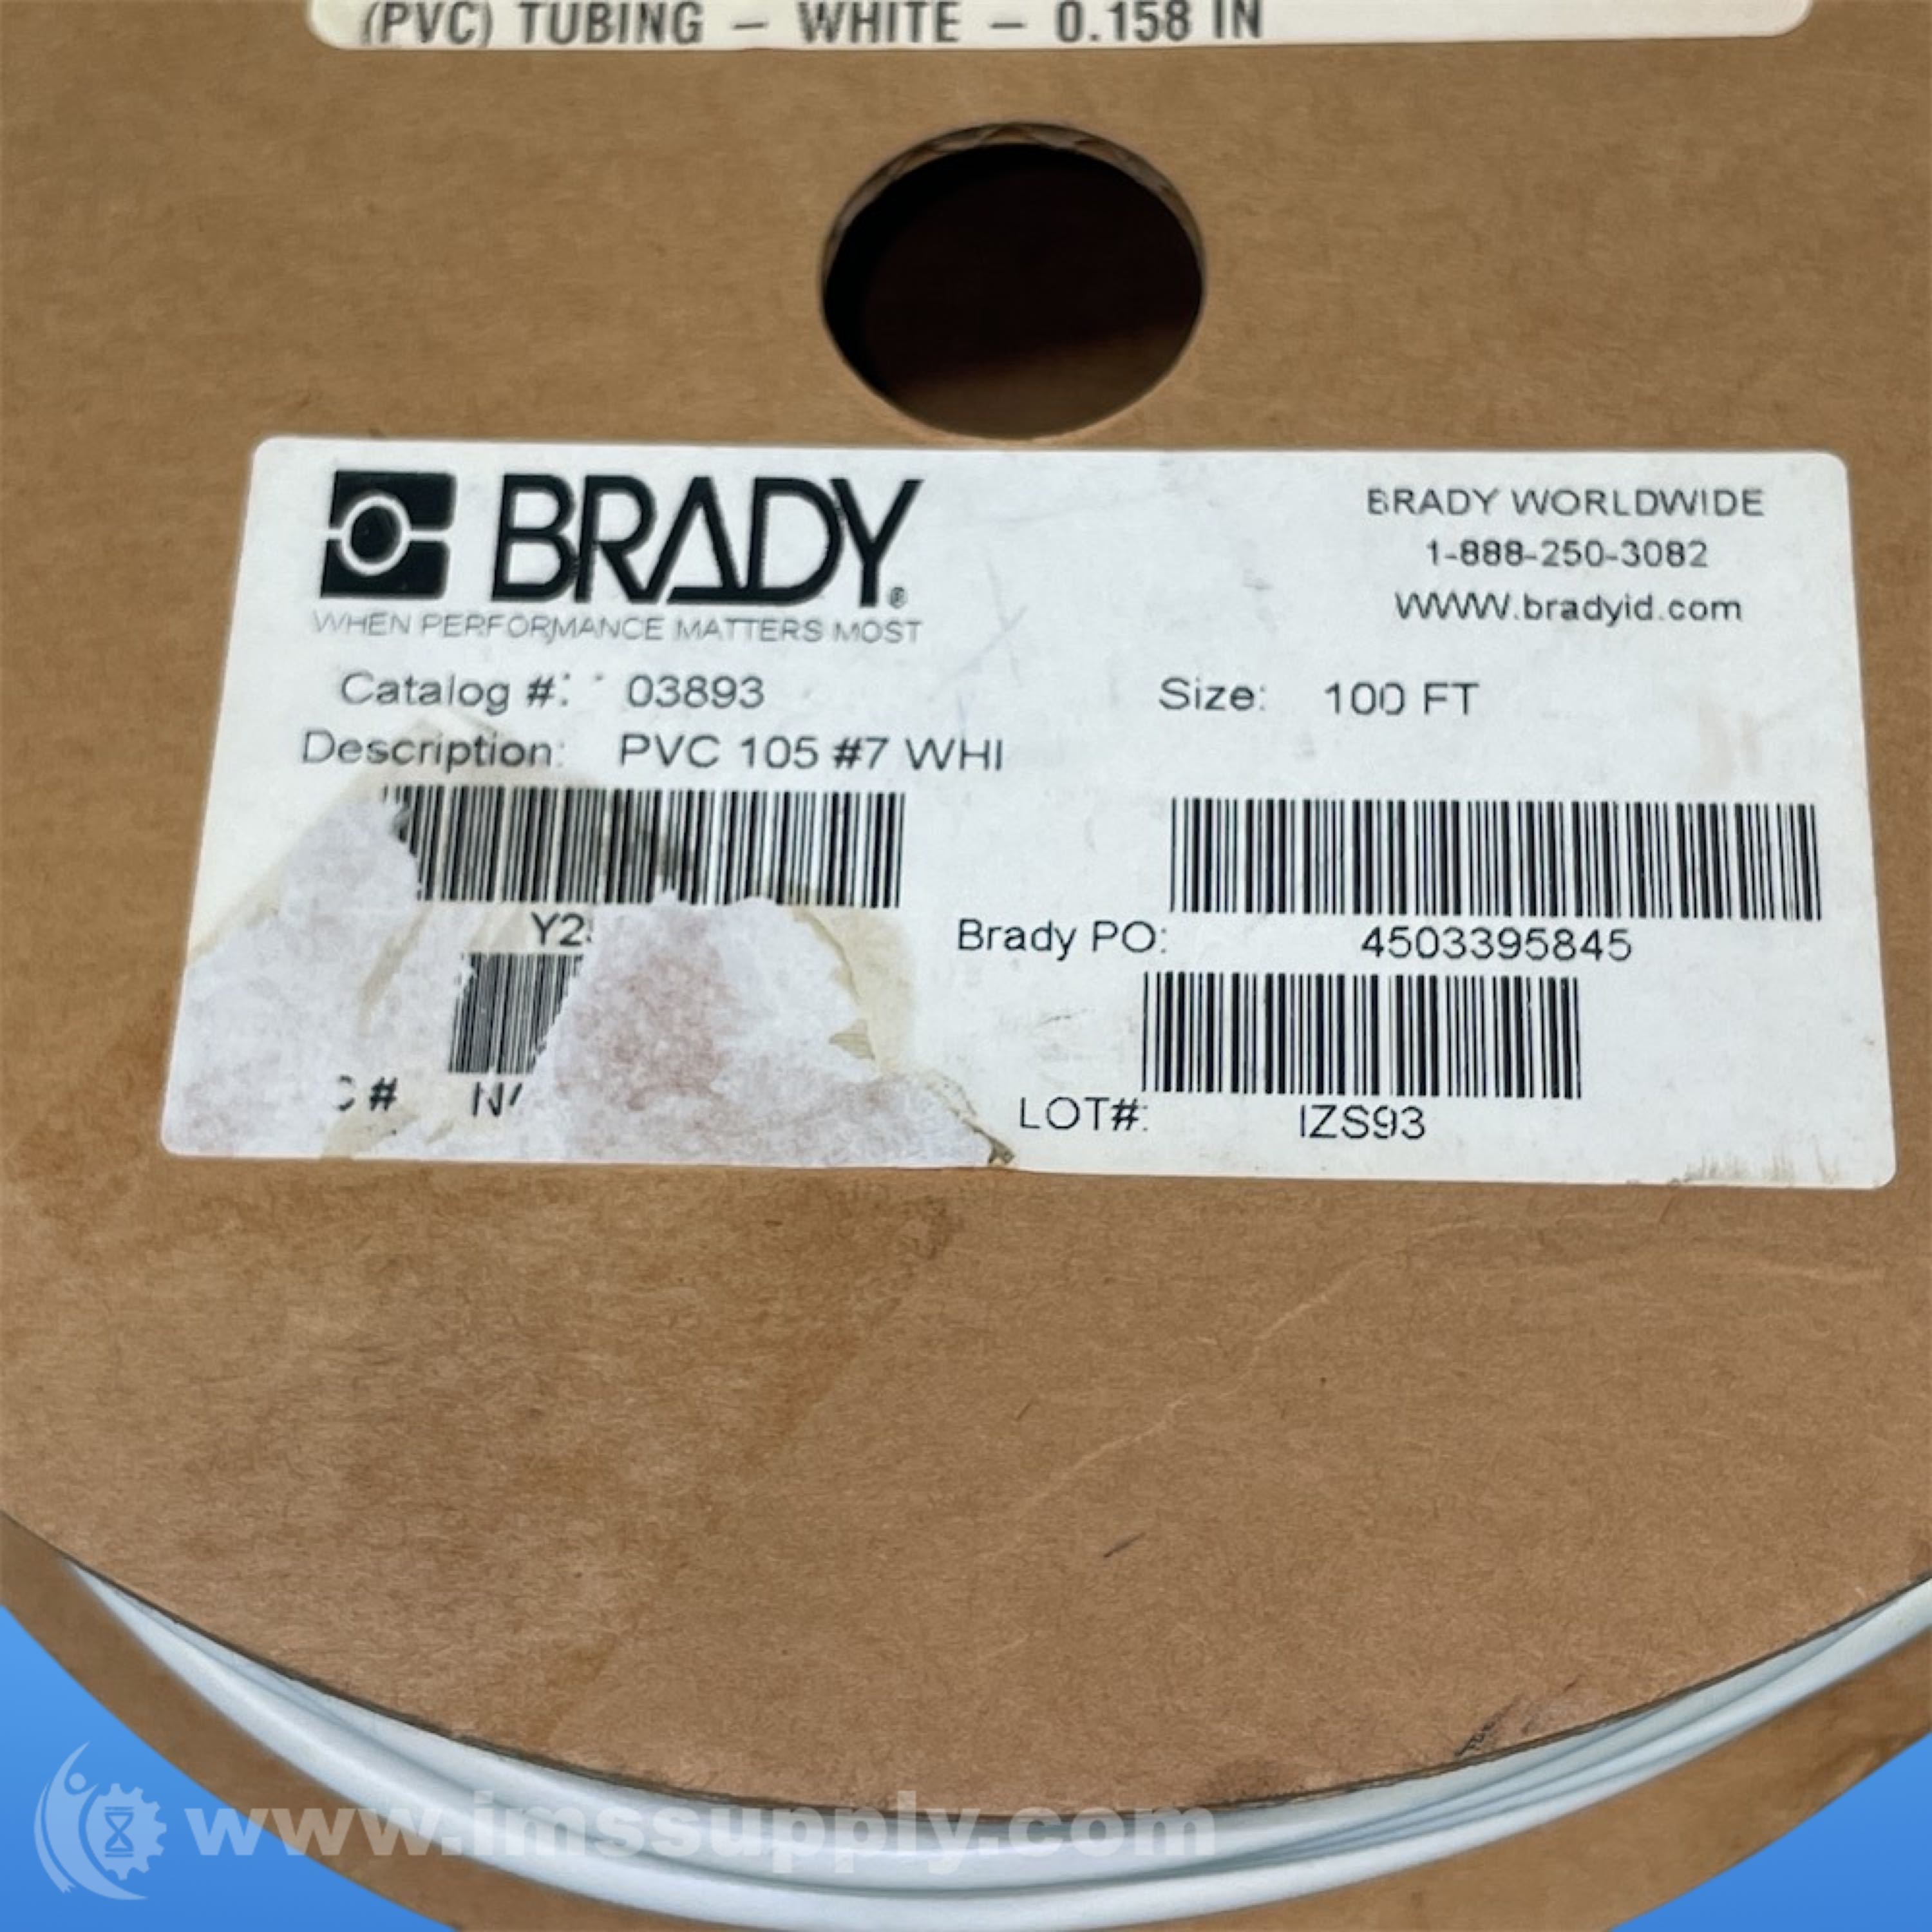 (PVC) TUBING – WHITE – 0.158 IN
BRADY®
WHEN PERFORMANCE MATTERS MOST
BRADY WORLDWIDE
1-888-250-3082
WWW.bradyid.com
Catalog #: 03893
Size: 100 FT
Description: PVC 105 #7 WHI
Brady PO: 4503395845
LOT#: IZS93
www.imssupply.com